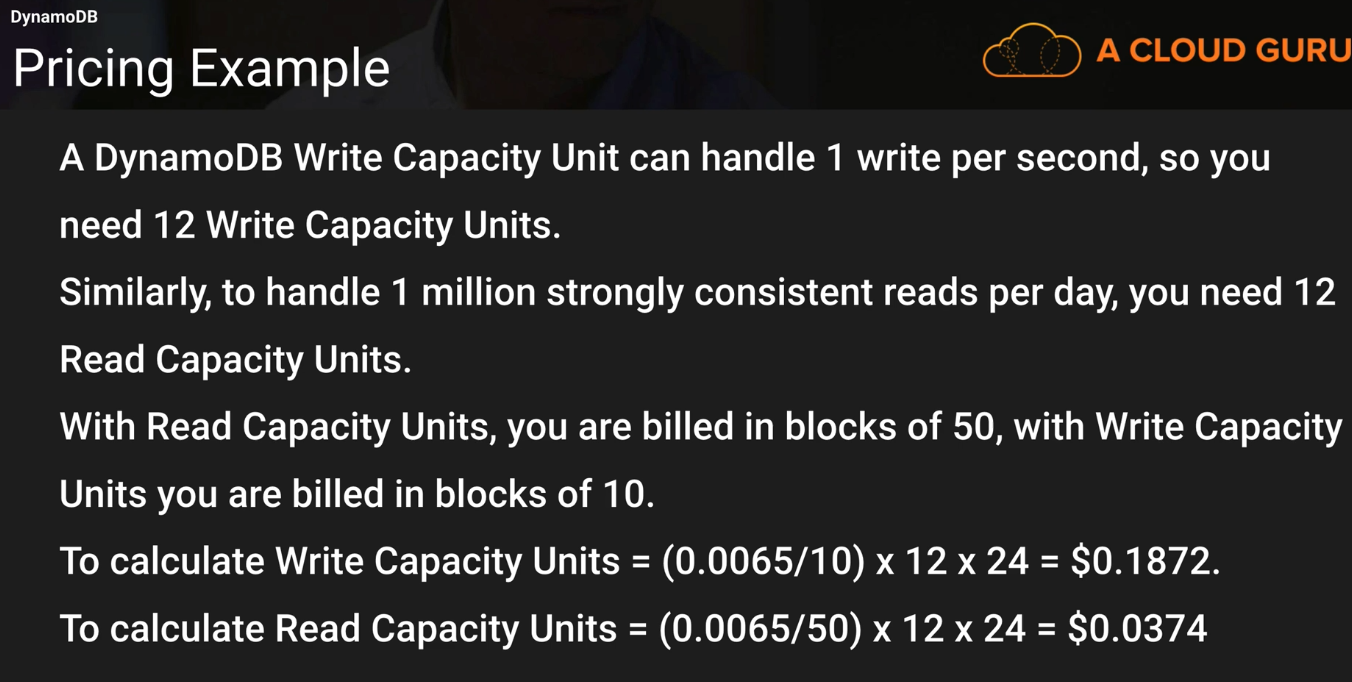 DynamoDB
Pricing Example
A CLOUD GURU
A DynamoDB Write Capacity Unit can handle 1 write per second, so you
need 12 Write Capacity Units.
Similarly, to handle 1 million strongly consistent reads per day, you need 12
Read Capacity Units.
With Read Capacity Units, you are billed in blocks of 50, with Write Capacity
Units you are billed in blocks of 10.
To calculate Write Capacity Units = (0.0065/10) x 12 x 24 = $0.1872.
To calculate Read Capacity Units = (0.0065/50) x 12 x 24 = $0.0374